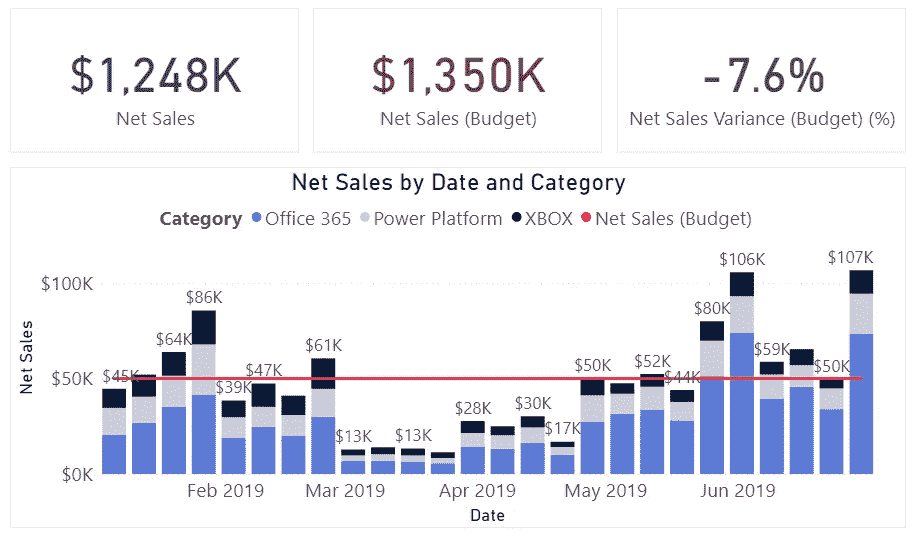 $1,248K
Net Sales
$1,350K
Net Sales (Budget)
-7.6%
Net Sales Variance (Budget) (%)
Net Sales by Date and Category
Category Office 365 Power Platform XBOX Net Sales (Budget)
Net Sales
$100K
$50K
$0K
$45K
$64K
$86K
$39K
$47K
$61K
$13K
$13K
$28K
$30K
$17K
$50K
$52K
$44K
$80K
$106K
$59K
$50K
$107K
Feb 2019 Mar 2019 Apr 2019 May 2019 Jun 2019
Date